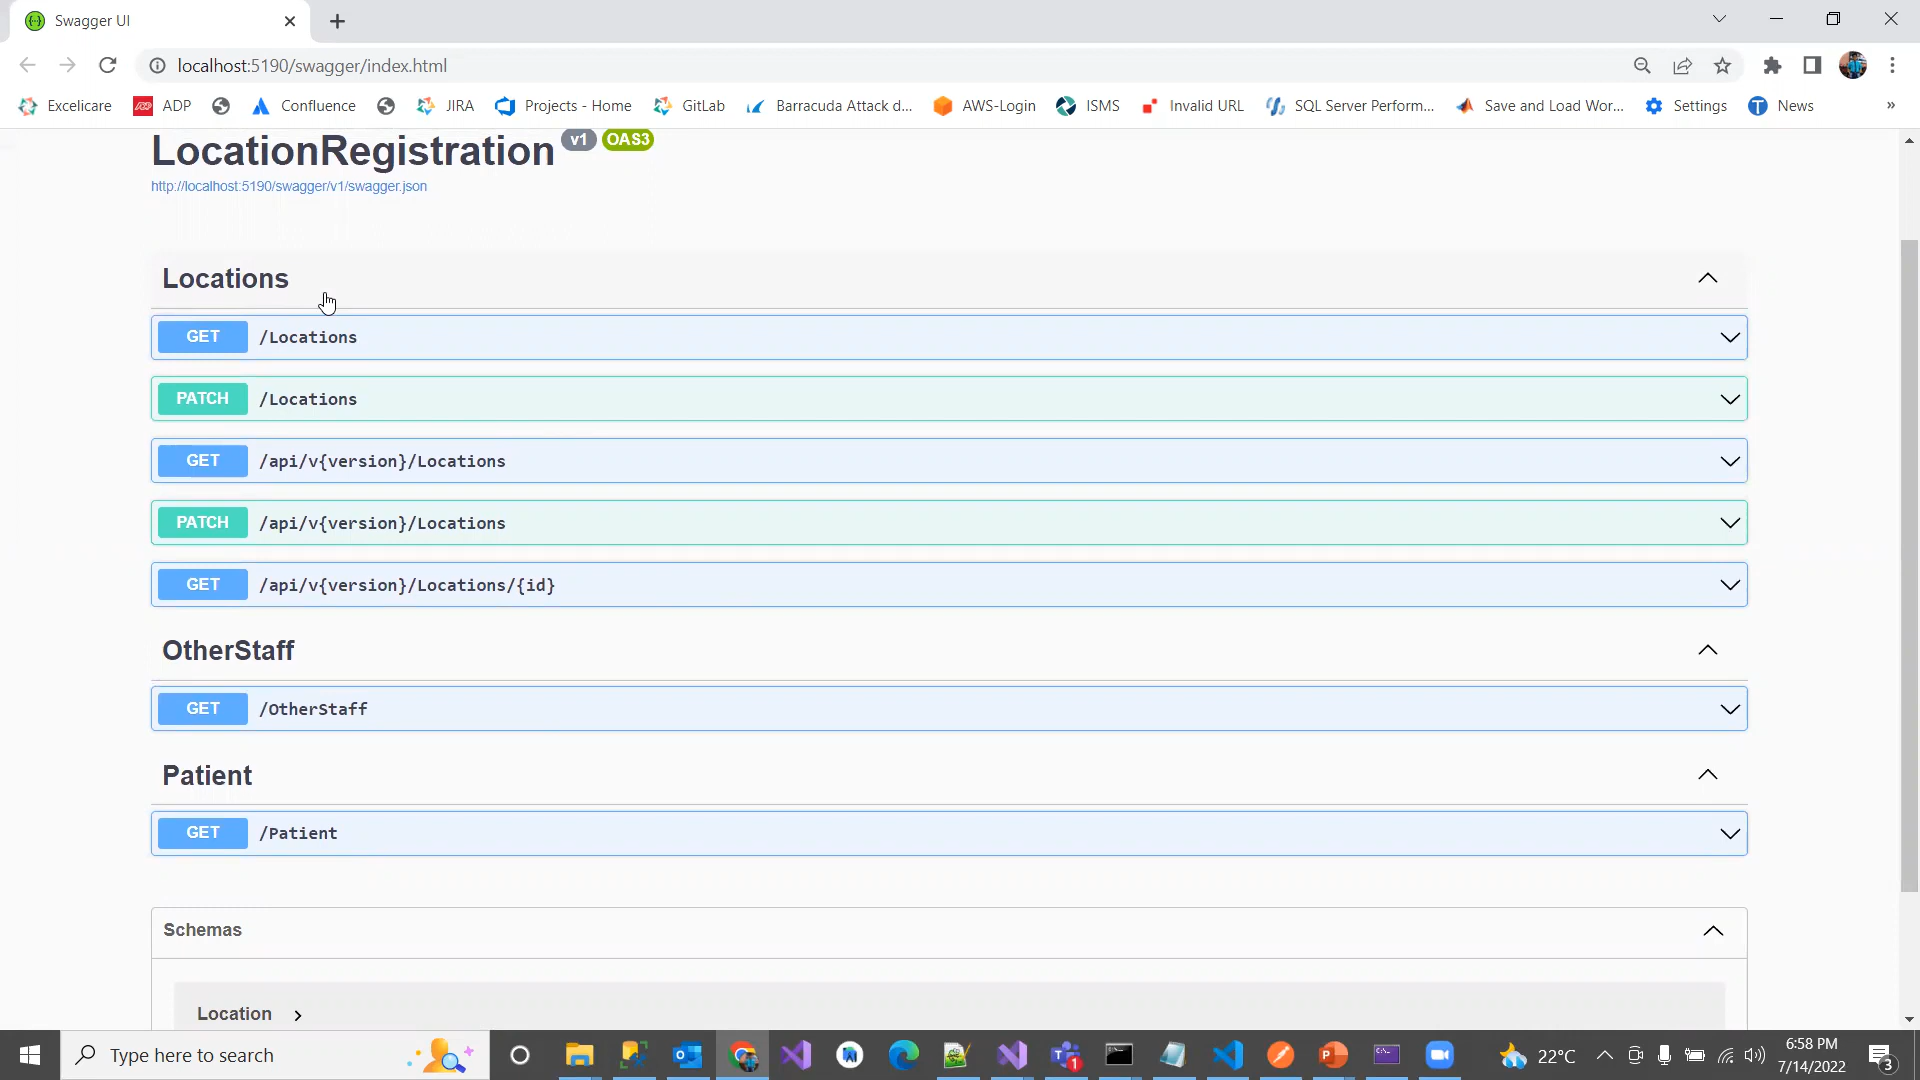 Swagger UI
localhost:5190/swagger/index.html
Excelicare ADP Confluence JIRA Projects - Home GitLab Barracuda Attack d... AWS-Login ISMS Invalid URL SQL Server Perform... Save and Load Wor... Settings News »
LocationRegistration v1 OAS3
http://localhost:5190/swagger/v1/swagger.json
Locations
GET /Locations
PATCH /Locations
GET /api/v{version}/Locations
PATCH /api/v{version}/Locations
GET /api/v{version}/Locations/{id}
OtherStaff
GET /OtherStaff
Patient
GET /Patient
Schemas
Location
Type here to search
22°C
6:58 PM
7/14/2022
3
1